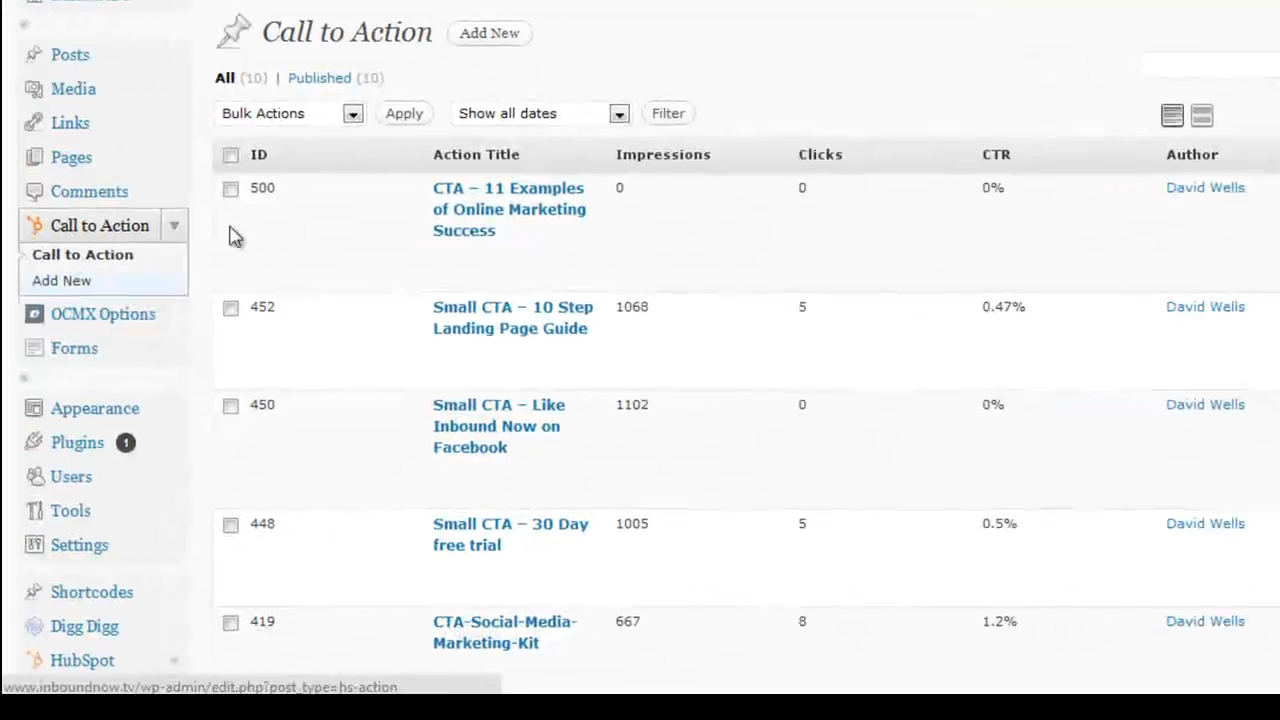 Call to Action Add New
All (10) | Published (10)
Bulk Actions Apply Show all dates Filter
ID Action Title Impressions Clicks CTR Author
500 CTA – 11 Examples 0 0 0% David Wells
of Online Marketing
Success
452 Small CTA – 10 Step 1068 5 0.47% David Wells
Landing Page Guide
450 Small CTA – Like 1102 0 0% David Wells
Inbound Now on
Facebook
448 Small CTA – 30 Day 1005 5 0.5% David Wells
free trial
419 CTA-Social-Media- 667 8 1.2% David Wells
Marketing-Kit
Posts
Media
Links
Pages
Comments
Call to Action
Call to Action
Add New
OCMX Options
Forms
Appearance
Plugins 1
Users
Tools
Settings
Shortcodes
Digg Digg
HubSpot
www.inboundnow.tv/wp-admin/edit.php?post_type=hs-action